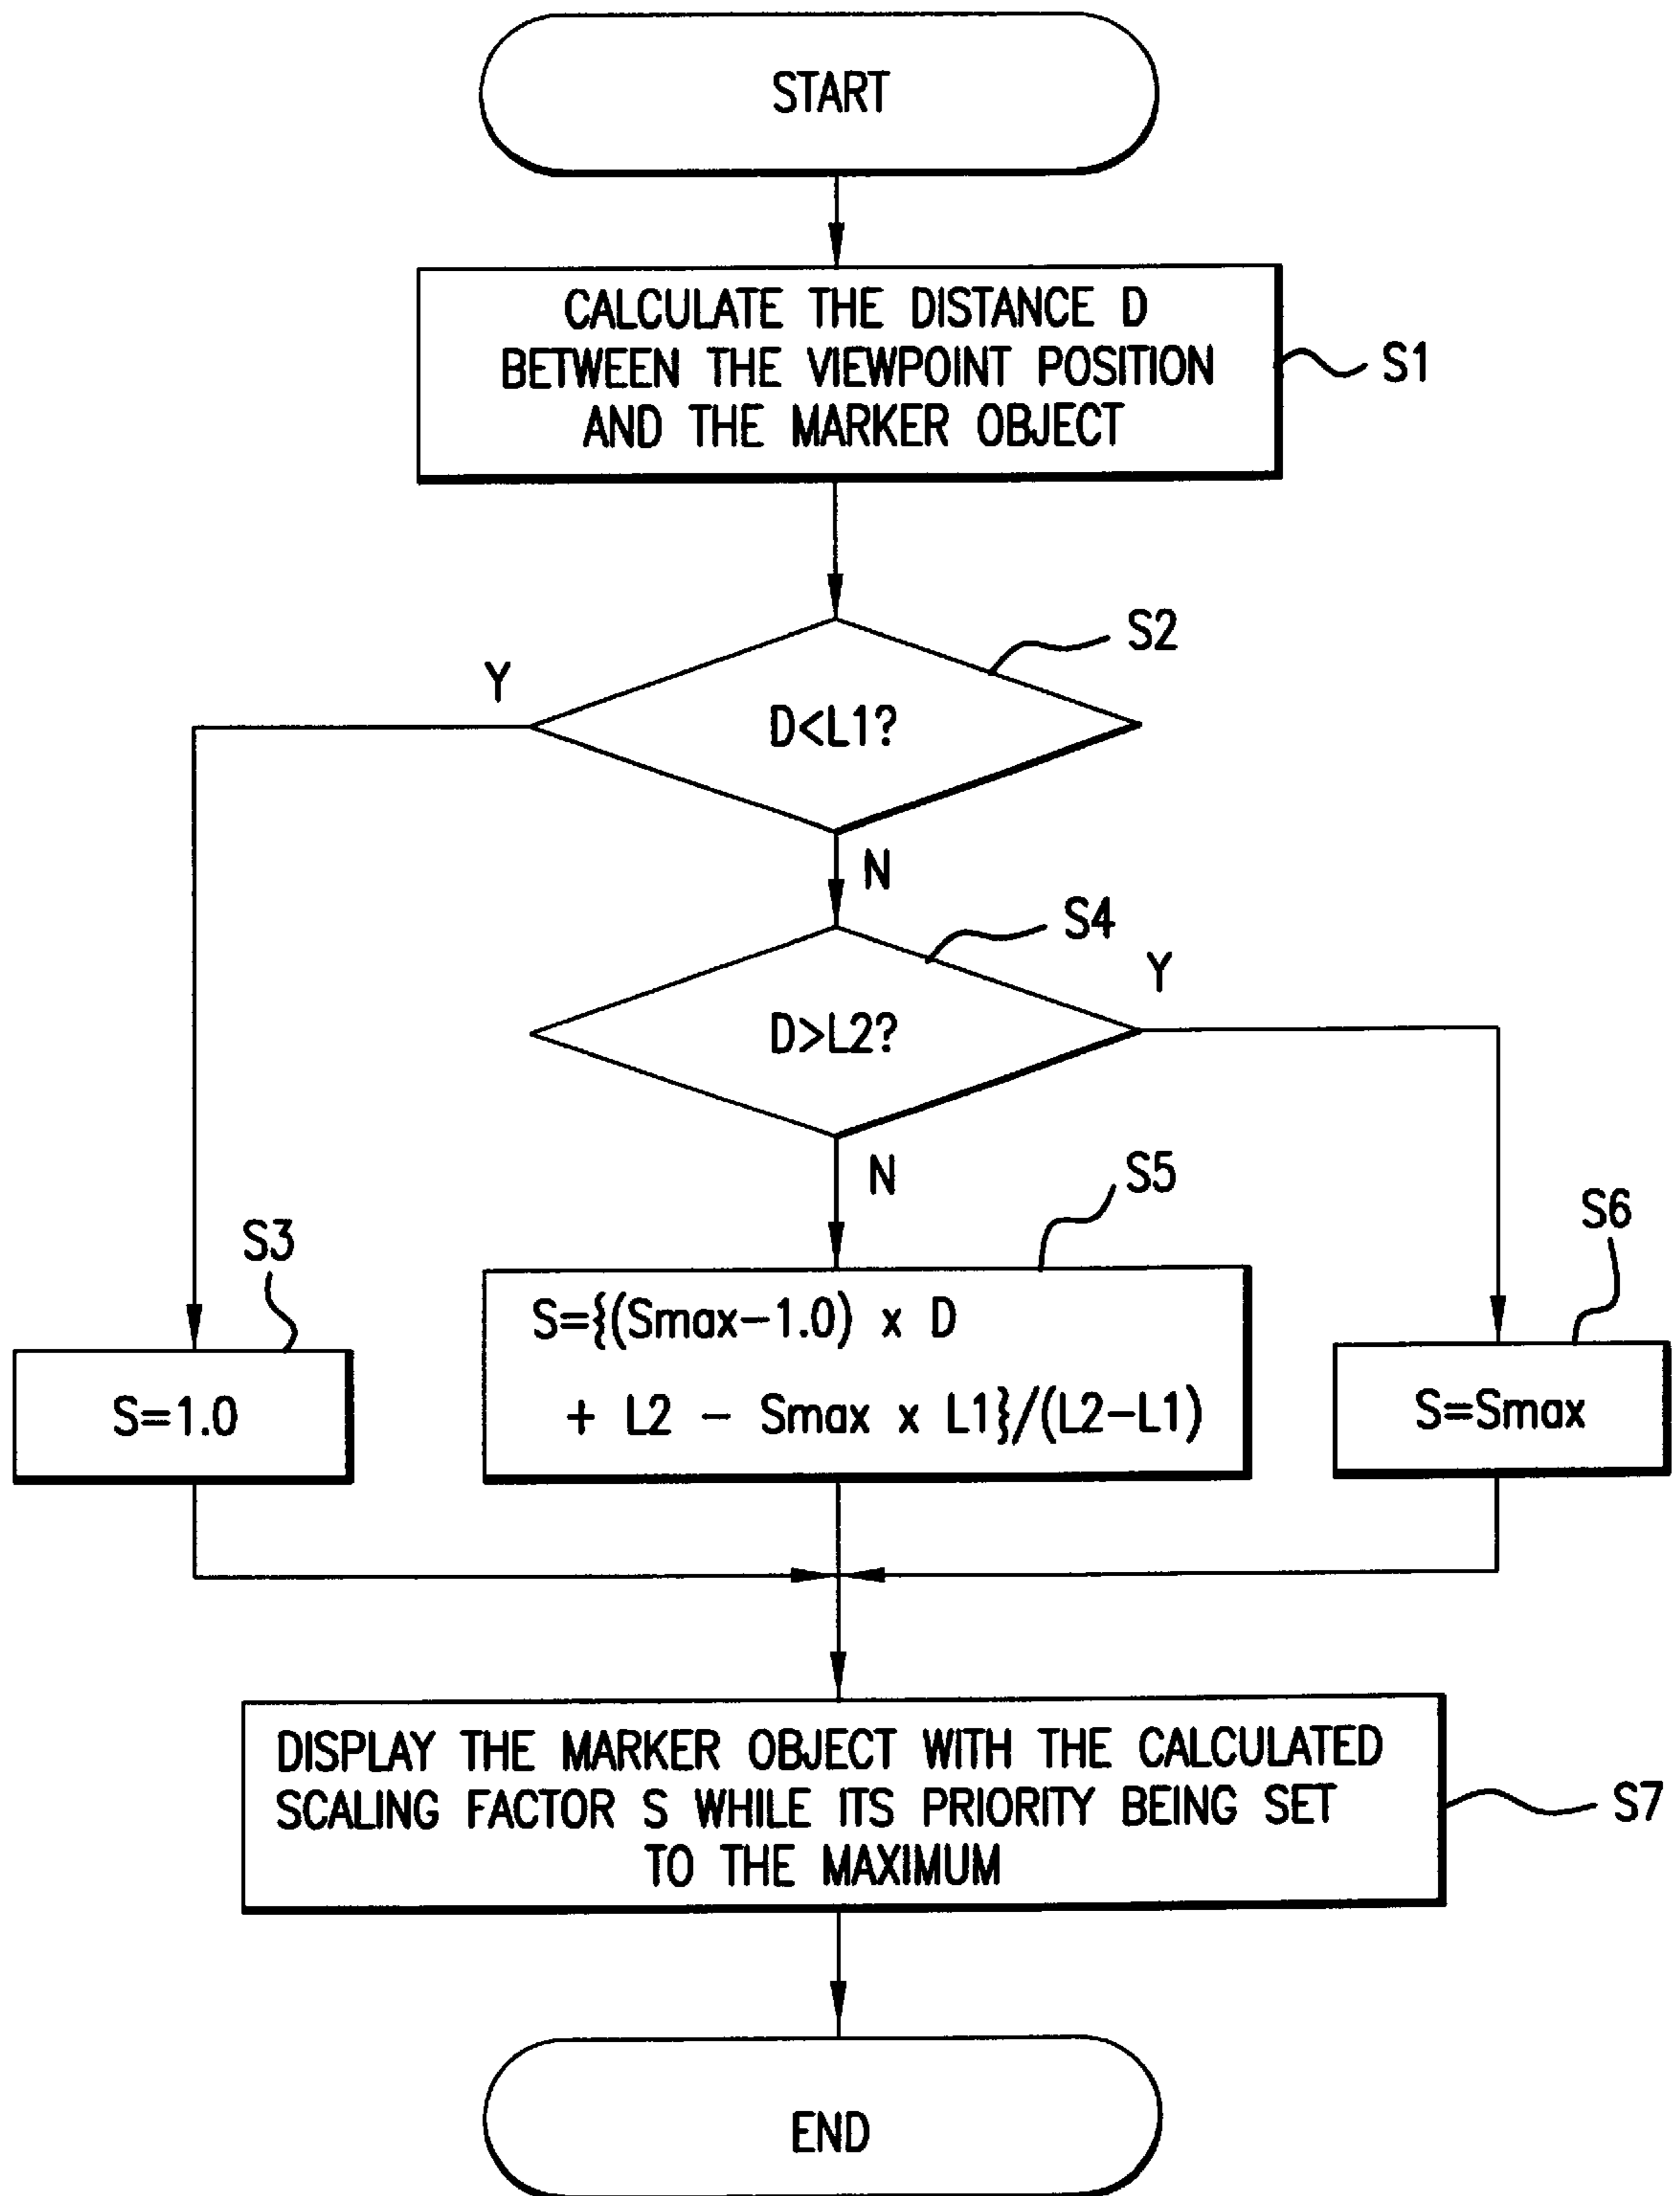 START
CALCULATE THE DISTANCE D
BETWEEN THE VIEWPOINT POSITION
AND THE MARKER OBJECT
S1
S2
Y
D<L1?
N
S4
Y
D>L2?
N
S5
S3
S6
S={(Smax-1.0) x D
+ L2 - Smax x L1}/(L2-L1)
S=1.0
S=Smax
DISPLAY THE MARKER OBJECT WITH THE CALCULATED
SCALING FACTOR S WHILE ITS PRIORITY BEING SET
TO THE MAXIMUM
S7
END